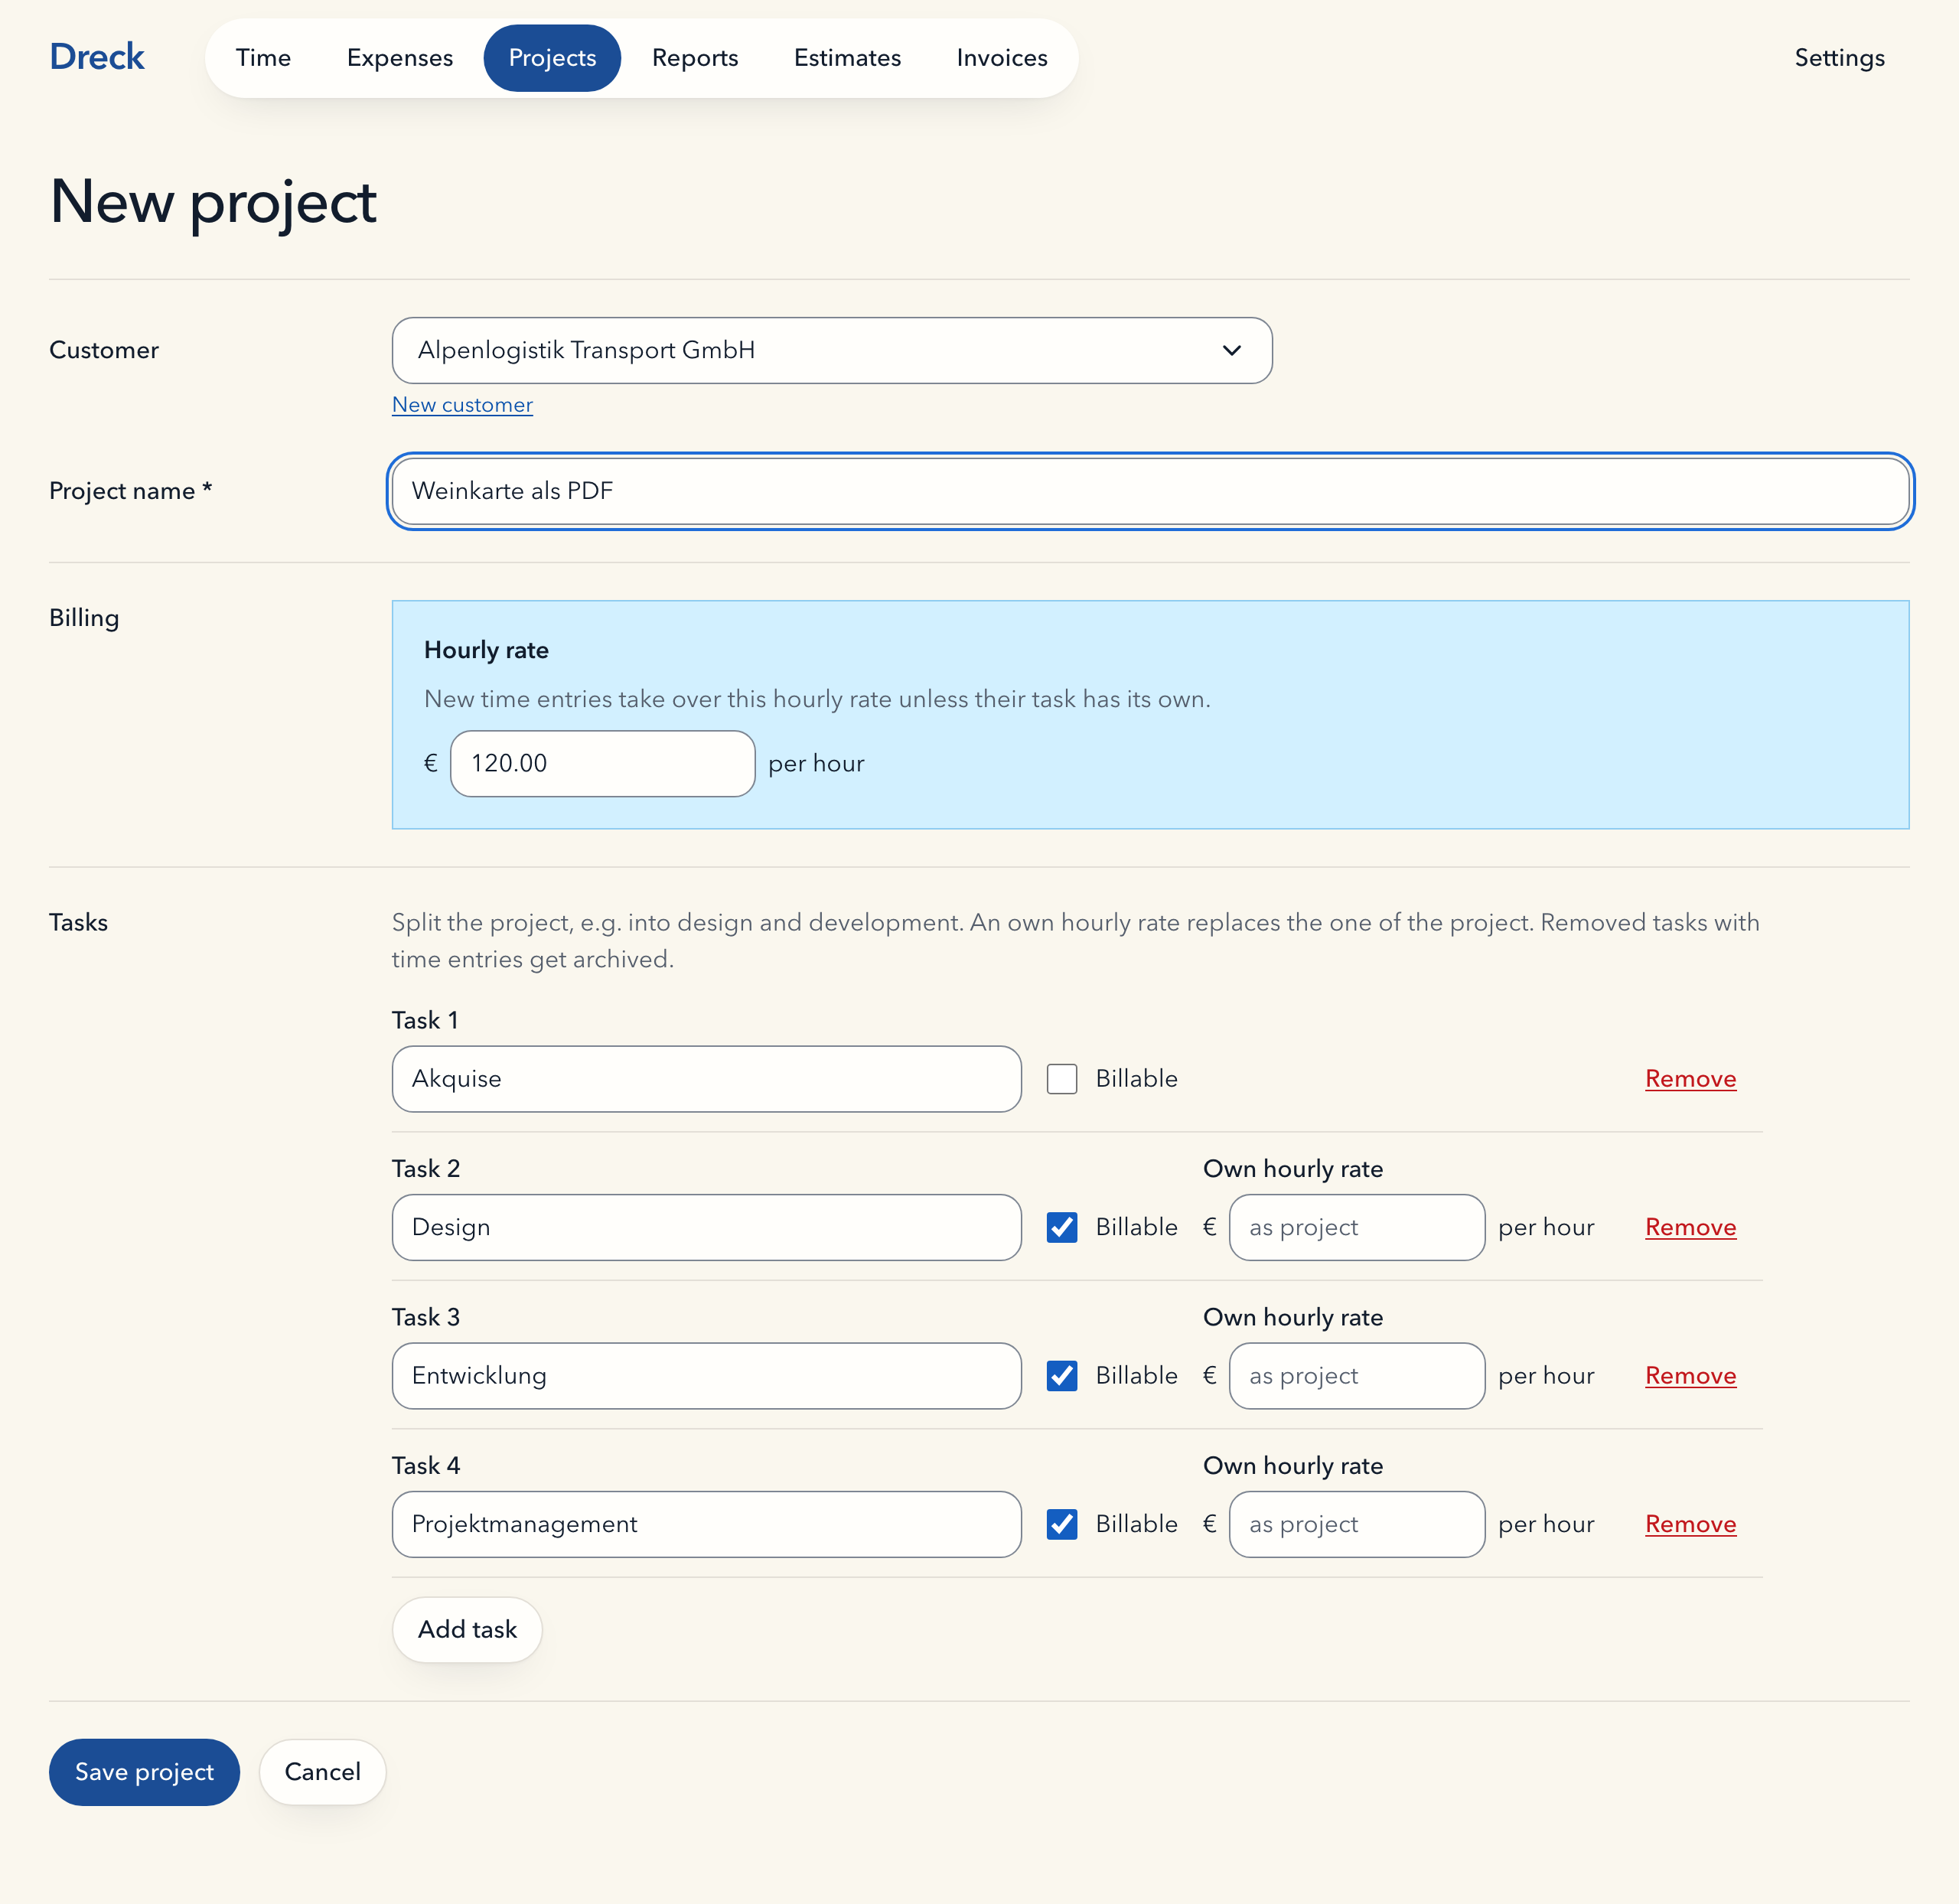 Dreck
Time Expenses Projects Reports Estimates Invoices
Settings
New project
Customer
Alpenlogistik Transport GmbH
New customer
Project name *
Weinkarte als PDF
Billing
Hourly rate
New time entries take over this hourly rate unless their task has its own.
€ 120.00 per hour
Tasks
Split the project, e.g. into design and development. An own hourly rate replaces the one of the project. Removed tasks with
time entries get archived.
Task 1
Akquise Billable Remove
Task 2 Own hourly rate
Design Billable € as project per hour Remove
Task 3 Own hourly rate
Entwicklung Billable € as project per hour Remove
Task 4 Own hourly rate
Projektmanagement Billable € as project per hour Remove
Add task
Save project Cancel